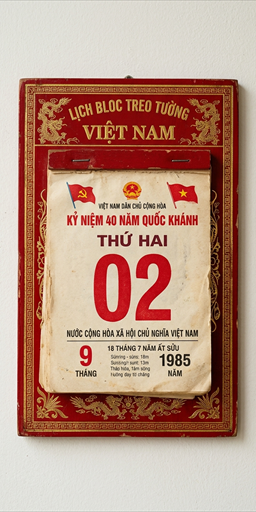 LỊCH BLOC TREO TƯỜNG
VIỆT NAM
VIỆT NAM DÂN CHỦ CỘNG HÒA
KỶ NIỆM 40 NĂM QUỐC KHÁNH
THỨ HAI
02
NƯỚC CỘNG HÒA XÃ HỘI CHỦ NGHĨA VIỆT NAM
9
THÁNG
18 THÁNG 7 NĂM ẤT SỬU
1985
NĂM